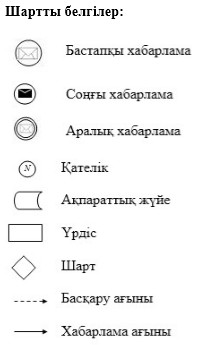 Шартты белгілер:
Бастапқы хабарлама
Соңғы хабарлама
Аралық хабарлама
N Қателік
Ақпараттық жүйе
Үрдіс
Шарт
Басқару ағыны
Хабарлама ағыны